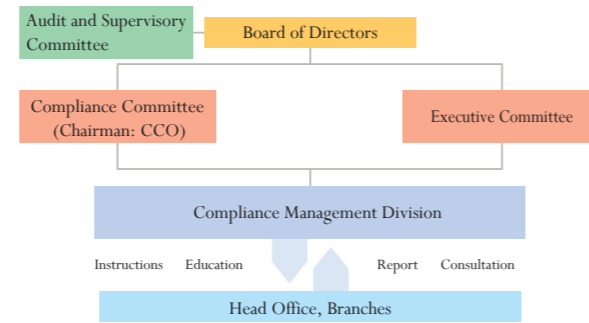 Audit and Supervisory
Committee
Board of Directors
Compliance Committee
(Chairman: CCO)
Executive Committee
Compliance Management Division
Instructions Education Report Consultation
Head Office, Branches